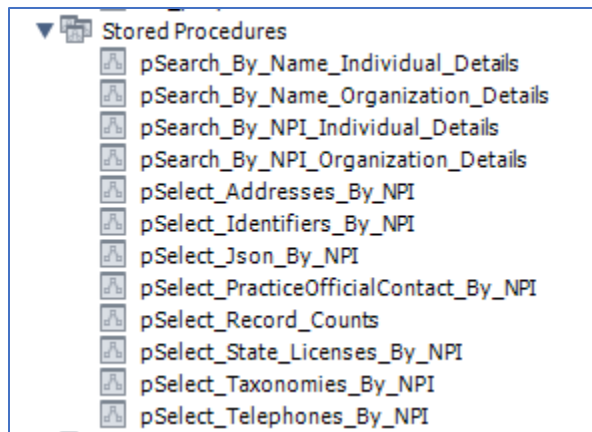 Stored Procedures
pSearch_By_Name_Individual_Details
pSearch_By_Name_Organization_Details
pSearch_By_NPI_Individual_Details
pSearch_By_NPI_Organization_Details
pSelect_Addresses_By_NPI
pSelect_Identifiers_By_NPI
pSelect_Json_By_NPI
pSelect_PracticeOfficialContact_By_NPI
pSelect_Record_Counts
pSelect_State_Licenses_By_NPI
pSelect_Taxonomies_By_NPI
pSelect_Telephones_By_NPI